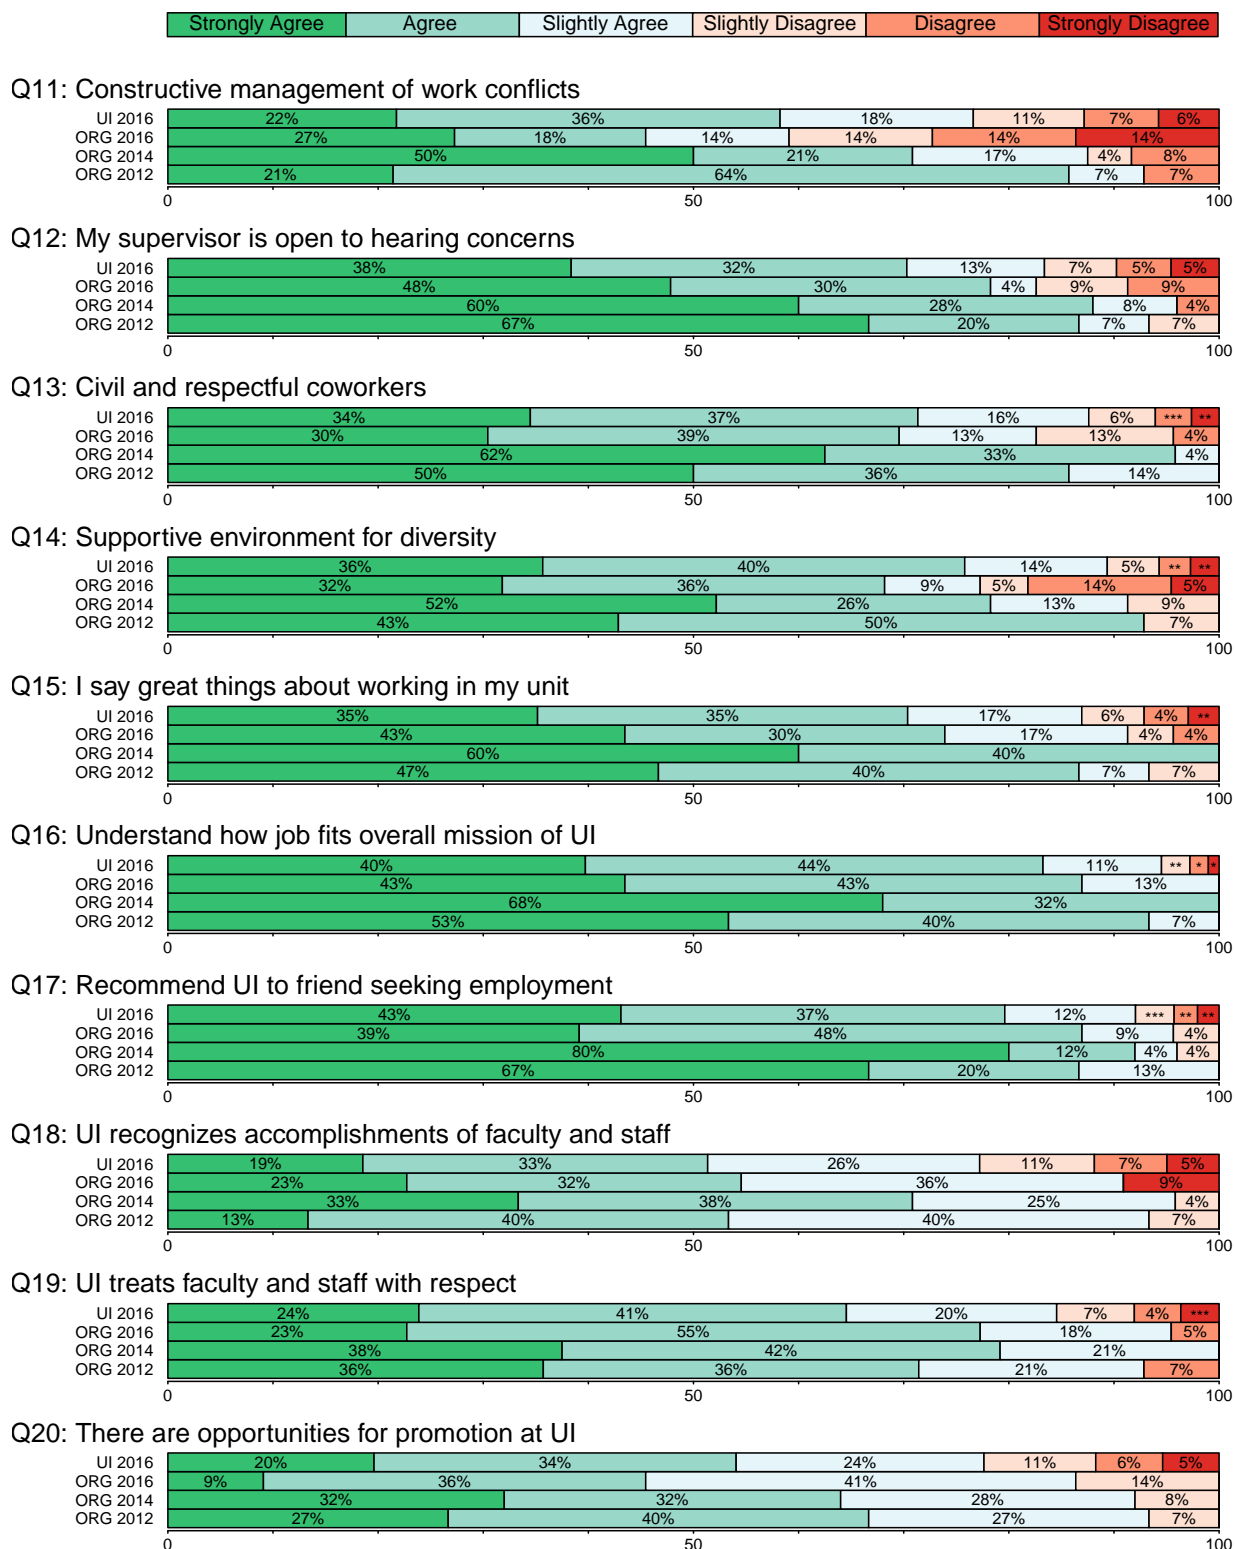 Strongly Agree Agree Slightly Agree Slightly Disagree Disagree Strongly Disagree
Q11: Constructive management of work conflicts
UI 2016 22% 36% 18% 11% 7% 6%
ORG 2016 27% 18% 14% 14% 14% 14%
ORG 2014 50% 21% 17% 4% 8%
ORG 2012 21% 64% 7% 7%
0 50 100
Q12: My supervisor is open to hearing concerns
UI 2016 38% 32% 13% 7% 5% 5%
ORG 2016 48% 30% 4% 9% 9%
ORG 2014 60% 28% 8% 4%
ORG 2012 67% 20% 7% 7%
0 50 100
Q13: Civil and respectful coworkers
UI 2016 34% 37% 16% 6% *** **
ORG 2016 30% 39% 13% 13% 4%
ORG 2014 62% 33% 4%
ORG 2012 50% 36% 14%
0 50 100
Q14: Supportive environment for diversity
UI 2016 36% 40% 14% 5% ** **
ORG 2016 32% 36% 9% 5% 14% 5%
ORG 2014 52% 26% 13% 9%
ORG 2012 43% 50% 7%
0 50 100
Q15: I say great things about working in my unit
UI 2016 35% 35% 17% 6% 4% **
ORG 2016 43% 30% 17% 4% 4%
ORG 2014 60% 40%
ORG 2012 47% 40% 7% 7%
0 50 100
Q16: Understand how job fits overall mission of UI
UI 2016 40% 44% 11% ** * *
ORG 2016 43% 43% 13%
ORG 2014 68% 32%
ORG 2012 53% 40% 7%
0 50 100
Q17: Recommend UI to friend seeking employment
UI 2016 43% 37% 12% *** ** **
ORG 2016 39% 48% 9% 4%
ORG 2014 80% 12% 4% 4%
ORG 2012 67% 20% 13%
0 50 100
Q18: UI recognizes accomplishments of faculty and staff
UI 2016 19% 33% 26% 11% 7% 5%
ORG 2016 23% 32% 36% 9%
ORG 2014 33% 38% 25% 4%
ORG 2012 13% 40% 40% 7%
0 50 100
Q19: UI treats faculty and staff with respect
UI 2016 24% 41% 20% 7% 4% ***
ORG 2016 23% 55% 18% 5%
ORG 2014 38% 42% 21%
ORG 2012 36% 36% 21% 7%
0 50 100
Q20: There are opportunities for promotion at UI
UI 2016 20% 34% 24% 11% 6% 5%
ORG 2016 9% 36% 41% 14%
ORG 2014 32% 32% 28% 8%
ORG 2012 27% 40% 27% 7%
0 50 100